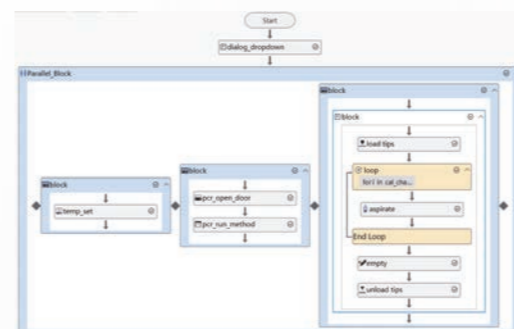 Start
dialog_dropdown
Parallel_Block
block
temp_set
block
pcr_open_door
pcr_run_method
block
block
load tips
loop
for i in cal_che...
aspirate
End Loop
empty
unload tips